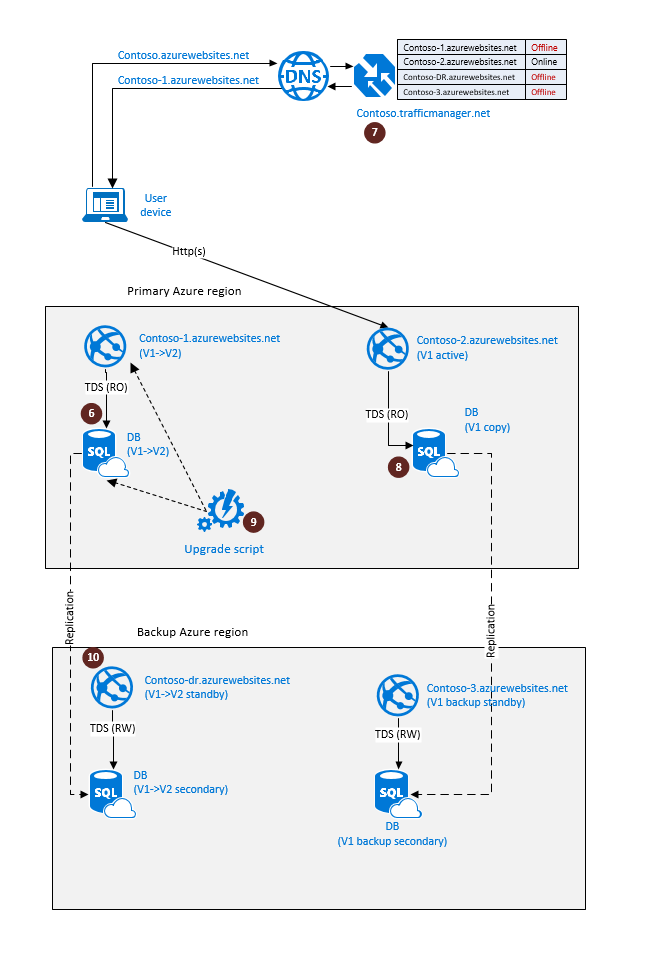 Contoso.azurewebsites.net
Contoso-1.azurewebsites.net
DNS
Contoso-1.azurewebsites.net Offline
Contoso-2.azurewebsites.net Online
Contoso-DR.azurewebsites.net Offline
Contoso-3.azurewebsites.net Offline
Contoso.trafficmanager.net
7
User
device
Http(s)
Primary Azure region
Contoso-1.azurewebsites.net
(V1->V2)
Contoso-2.azurewebsites.net
(V1 active)
TDS (RO)
6
DB
(V1->V2)
SQL
TDS (RO)
DB
(V1 copy)
SQL
8
9
Upgrade script
Replication
Replication
Backup Azure region
10
Contoso-dr.azurewebsites.net
(V1->V2 standby)
Contoso-3.azurewebsites.net
(V1 backup standby)
TDS (RW)
TDS (RW)
DB
(V1->V2 secondary)
SQL
SQL
DB
(V1 backup secondary)